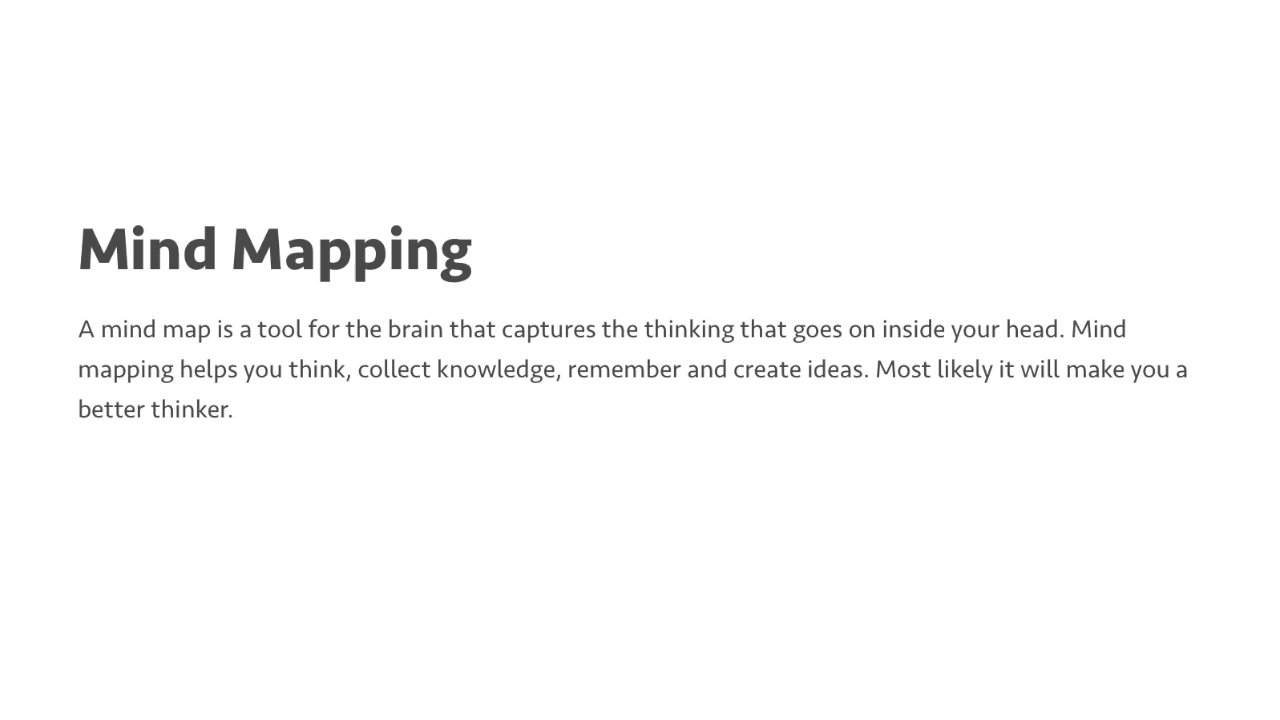 Mind Mapping
A mind map is a tool for the brain that captures the thinking that goes on inside your head. Mind
mapping helps you think, collect knowledge, remember and create ideas. Most likely it will make you a
better thinker.